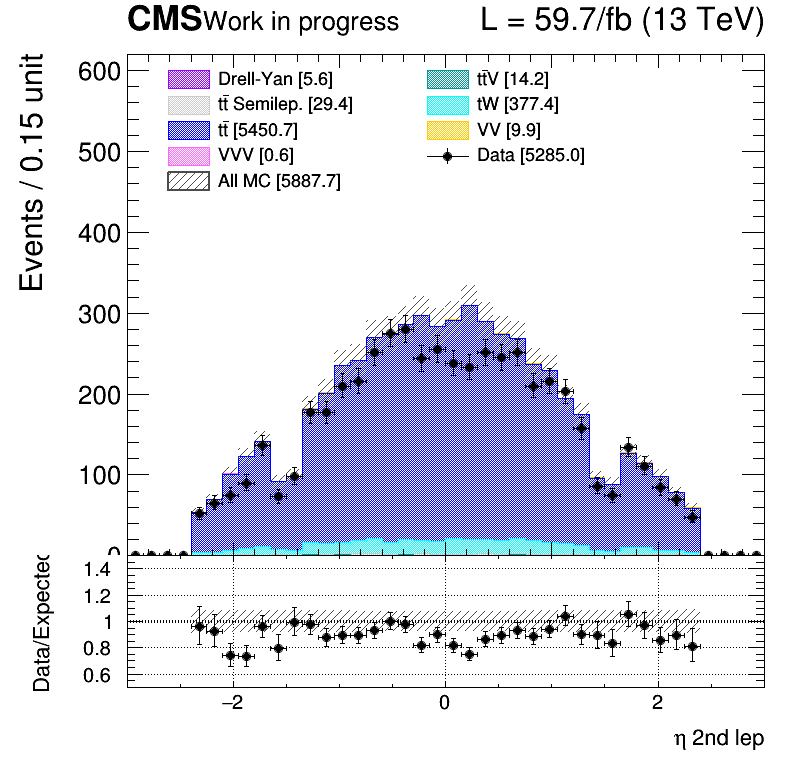 CMS Work in progress L = 59.7/fb (13 TeV)
Events / 0.15 unit
600
500
400
300
200
100
0
Drell-Yan [5.6]
tt̄ Semilep. [29.4]
tt̄ [5450.7]
VVV [0.6]
All MC [5887.7]
tt̄V [14.2]
tW [377.4]
VV [9.9]
Data [5285.0]
Data/Expected
1.4
1.2
1
0.8
0.6
−2 0 2
η 2nd lep